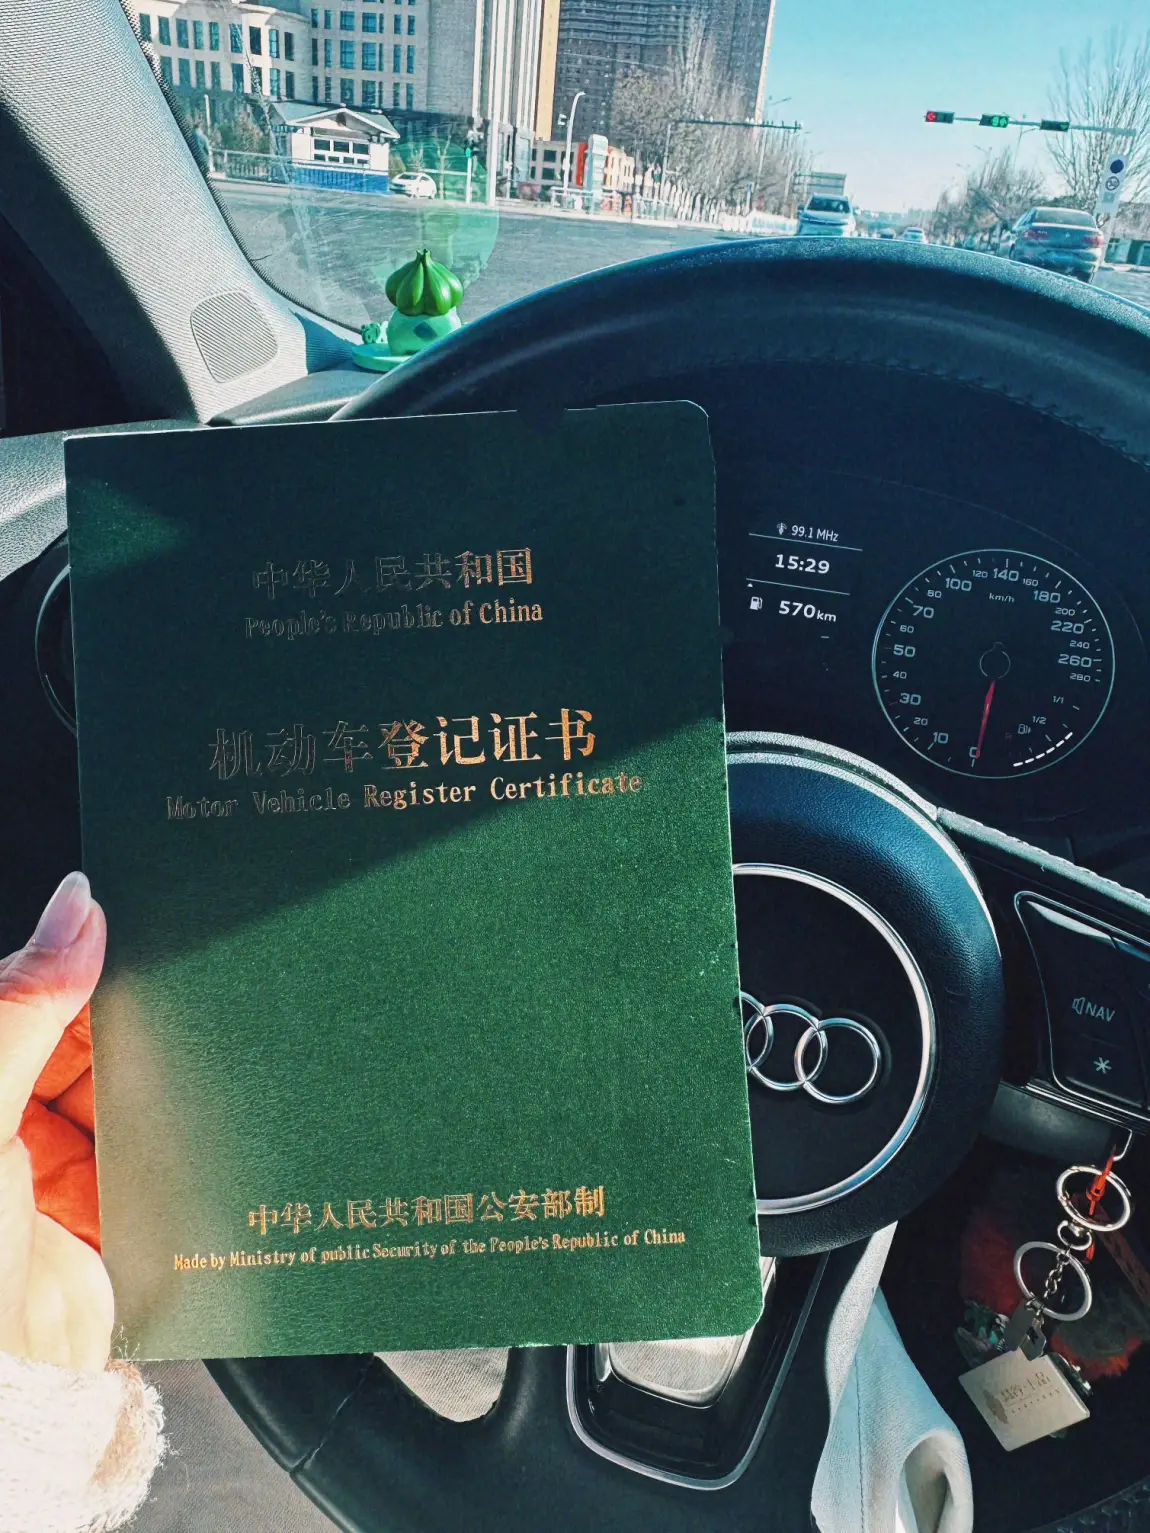 中华人民共和国
People's Republic of China
机动车登记证书
Motor Vehicle Register Certificate
中华人民共和国公安部制
Made by Ministry of public Security of the People's Republic of China
99.1 MHz
15:29
570km
km/h
0
10
20
30
40
50
60
70
80
100
120
140
160
180
200
220
240
260
280
1/1
1/2
NAV